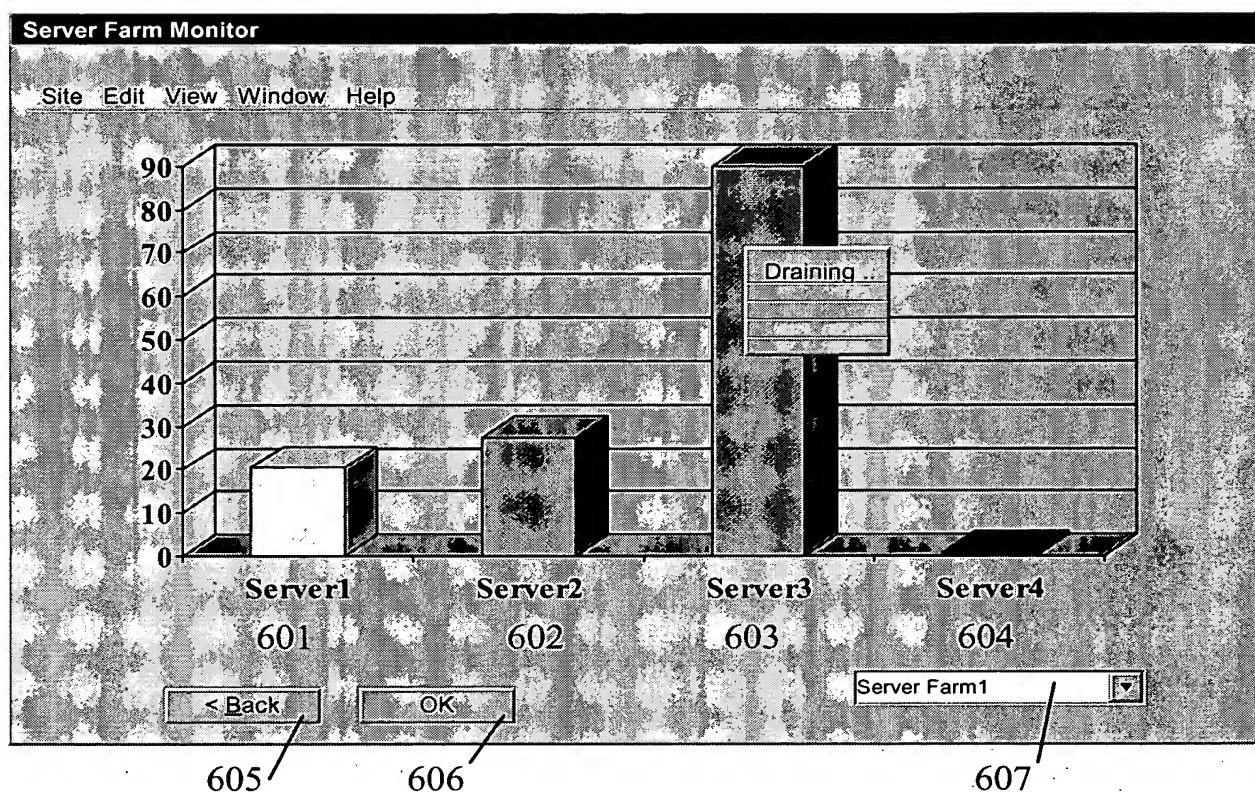 Server Farm Monitor
Site Edit View Window Help
90
80
70
60
50
40
30
20
10
0
Draining ..
Server1 Server2 Server3 Server4
601 602 603 604
< Back OK Server Farm1
605 606 607